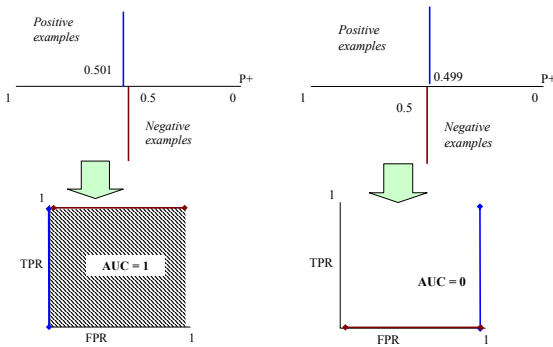 Positive
examples
0.501
P+
1
0.5
0
Negative
examples
1
TPR
AUC = 1
FPR
1
Positive
examples
0.499
P+
1
0
0.5
Negative
examples
1
TPR
AUC = 0
FPR
1